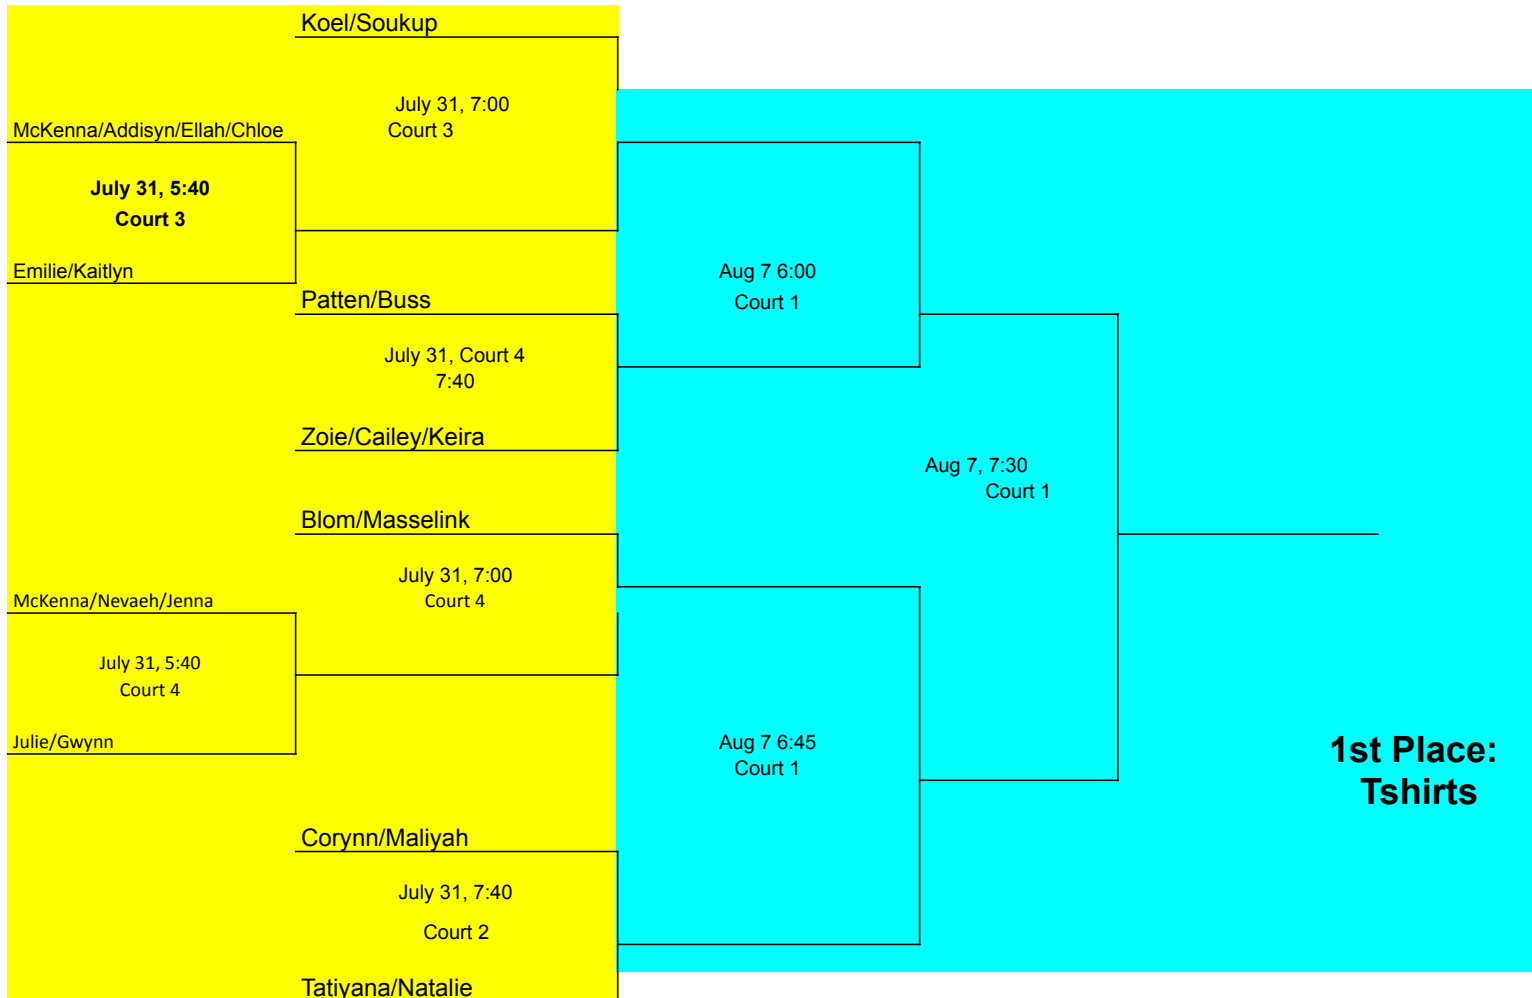 Koel/Soukup
July 31, 7:00
Court 3
McKenna/Addisyn/Ellah/Chloe
July 31, 5:40
Court 3
Emilie/Kaitlyn
Aug 7 6:00
Court 1
Patten/Buss
July 31, Court 4
7:40
Zoie/Cailey/Keira
Aug 7, 7:30
Court 1
Blom/Masselink
July 31, 7:00
Court 4
McKenna/Nevaeh/Jenna
July 31, 5:40
Court 4
Julie/Gwynn
Aug 7 6:45
Court 1
1st Place:
Tshirts
Corynn/Maliyah
July 31, 7:40
Court 2
Tatiyana/Natalie